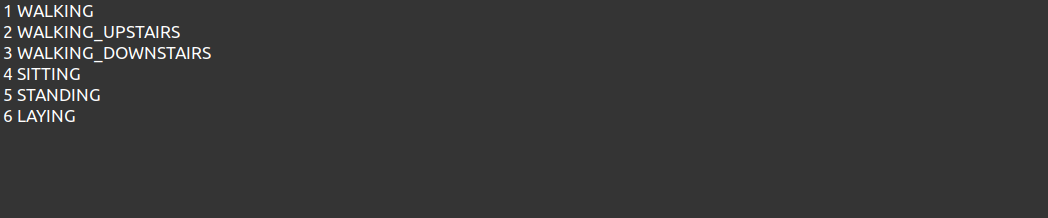 1 WALKING
2 WALKING_UPSTAIRS
3 WALKING_DOWNSTAIRS
4 SITTING
5 STANDING
6 LAYING